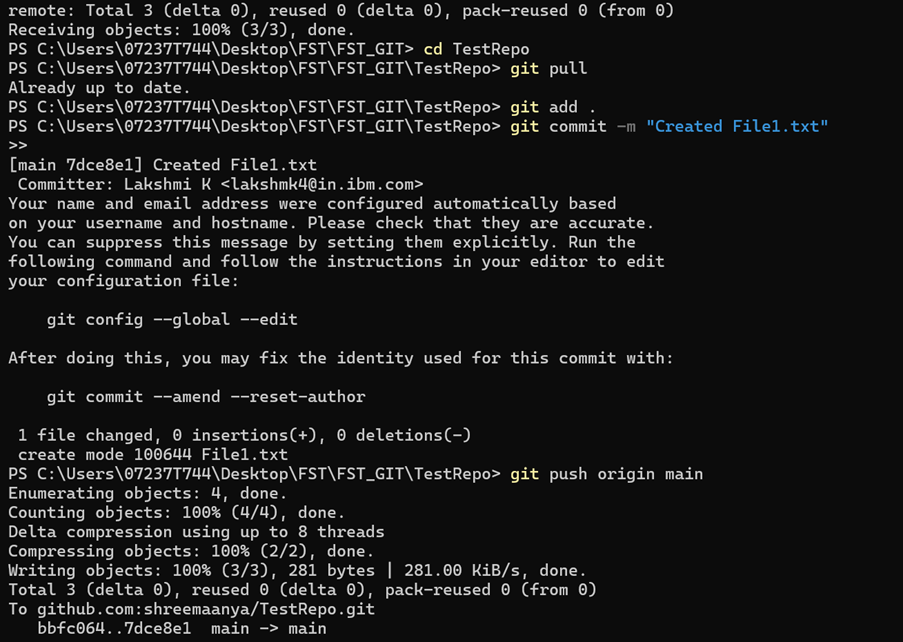 remote: Total 3 (delta 0), reused 0 (delta 0), pack-reused 0 (from 0)
Receiving objects: 100% (3/3), done.
PS C:\Users\07237T744\Desktop\FST\FST_GIT> cd TestRepo
PS C:\Users\07237T744\Desktop\FST\FST_GIT\TestRepo> git pull
Already up to date.
PS C:\Users\07237T744\Desktop\FST\FST_GIT\TestRepo> git add .
PS C:\Users\07237T744\Desktop\FST\FST_GIT\TestRepo> git commit -m "Created File1.txt"
>>
[main 7dce8e1] Created File1.txt
 Committer: Lakshmi K <lakshmk4@in.ibm.com>
Your name and email address were configured automatically based
on your username and hostname. Please check that they are accurate.
You can suppress this message by setting them explicitly. Run the
following command and follow the instructions in your editor to edit
your configuration file:
    git config --global --edit
After doing this, you may fix the identity used for this commit with:
    git commit --amend --reset-author
 1 file changed, 0 insertions(+), 0 deletions(-)
 create mode 100644 File1.txt
PS C:\Users\07237T744\Desktop\FST\FST_GIT\TestRepo> git push origin main
Enumerating objects: 4, done.
Counting objects: 100% (4/4), done.
Delta compression using up to 8 threads
Compressing objects: 100% (2/2), done.
Writing objects: 100% (3/3), 281 bytes | 281.00 KiB/s, done.
Total 3 (delta 0), reused 0 (delta 0), pack-reused 0 (from 0)
To github.com:shreemaanya/TestRepo.git
   bbfc064..7dce8e1  main -> main